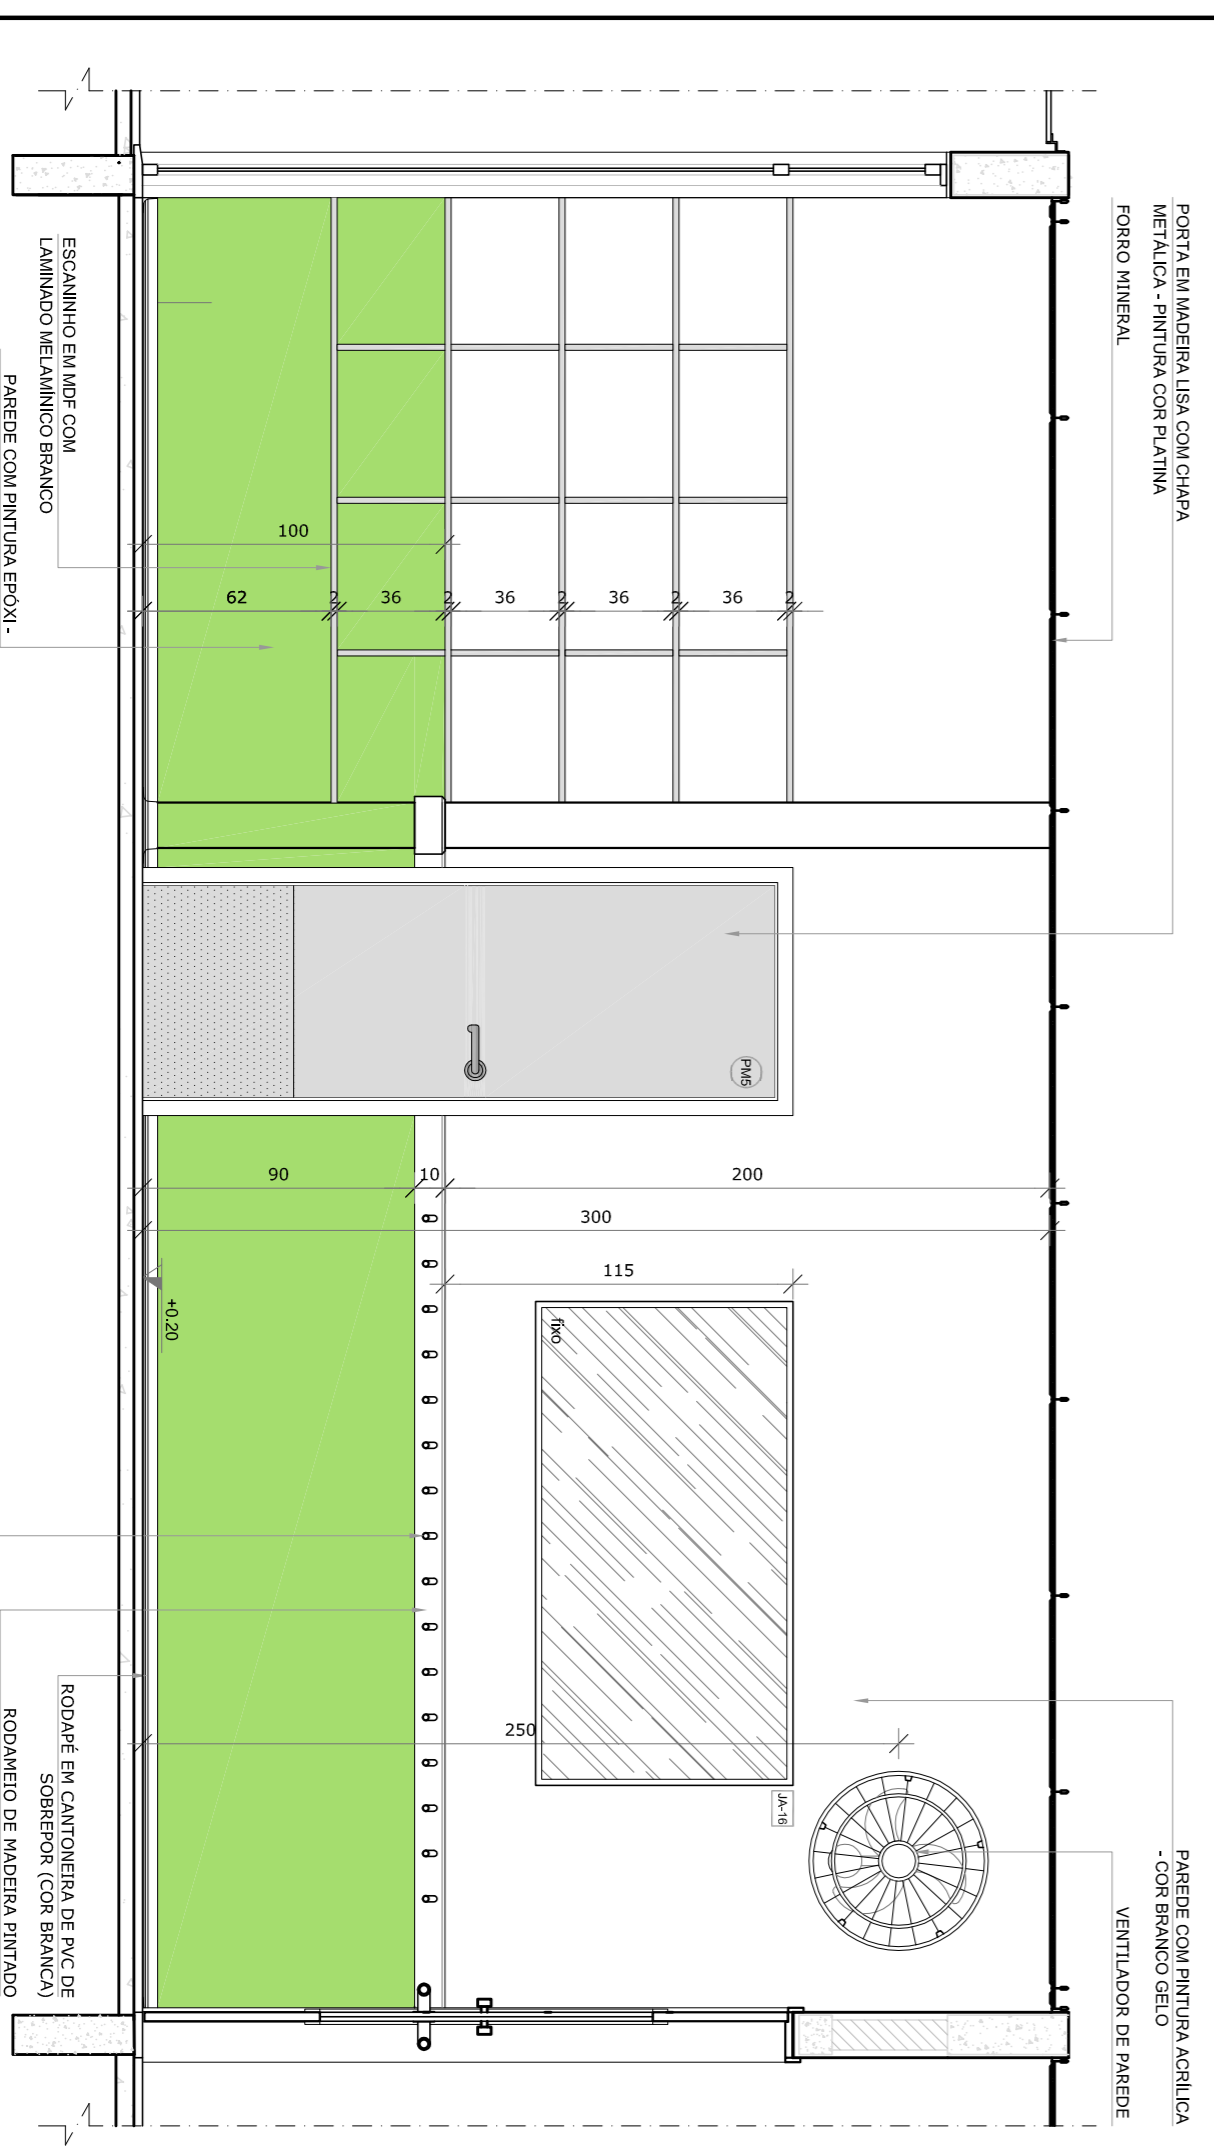 PORTA EM MADEIRA LISA COM CHAPA
METÁLICA - PINTURA COR PLATINA
FORRO MINERAL
PAREDE COM PINTURA ACRÍLICA
- COR BRANCO GELO
VENTILADOR DE PAREDE
100
62
2
36
2
36
2
36
2
36
2
PM5
90
10
200
300
115
+0.20
fixo
250
JA-16
ESCANINHO EM MDF COM
LAMINADO MELAMÍNICO BRANCO
PAREDE COM PINTURA EPÓXI -
RODAPÉ EM CANTONEIRA DE PVC DE
SOBREPOR (COR BRANCA)
RODAMEIO DE MADEIRA PINTADO